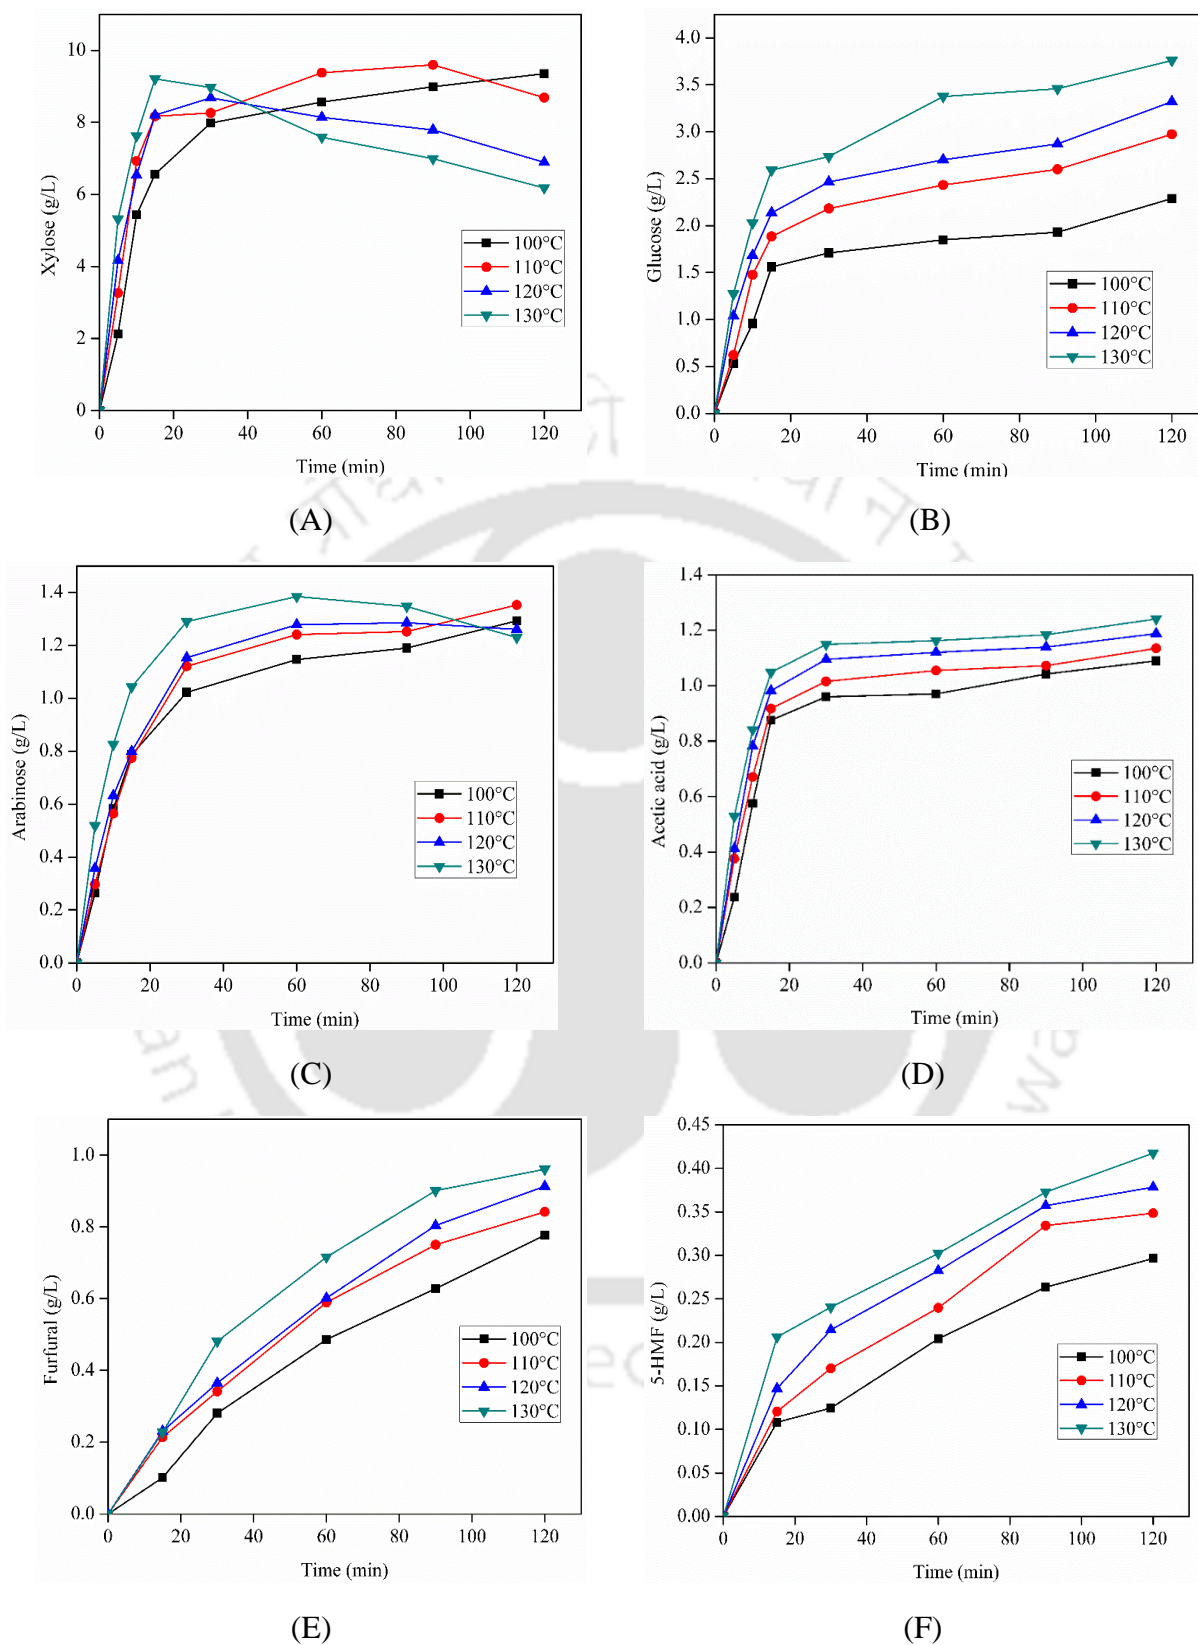 10
8
6
4
2
0
Xylose (g/L)
100°C
110°C
120°C
130°C
0 20 40 60 80 100 120
Time (min)
(A)
4.0
3.5
3.0
2.5
2.0
1.5
1.0
0.5
0.0
Glucose (g/L)
100°C
110°C
120°C
130°C
0 20 40 60 80 100 120
Time (min)
(B)
1.4
1.2
1.0
0.8
0.6
0.4
0.2
0.0
Arabinose (g/L)
100°C
110°C
120°C
130°C
0 20 40 60 80 100 120
Time (min)
(C)
1.4
1.2
1.0
0.8
0.6
0.4
0.2
0.0
Acetic acid (g/L)
100°C
110°C
120°C
130°C
0 20 40 60 80 100 120
Time (min)
(D)
1.0
0.8
0.6
0.4
0.2
0.0
Furfural (g/L)
100°C
110°C
120°C
130°C
0 20 40 60 80 100 120
Time (min)
(E)
0.45
0.40
0.35
0.30
0.25
0.20
0.15
0.10
0.05
0.00
5-HMF (g/L)
100°C
110°C
120°C
130°C
0 20 40 60 80 100 120
Time (min)
(F)